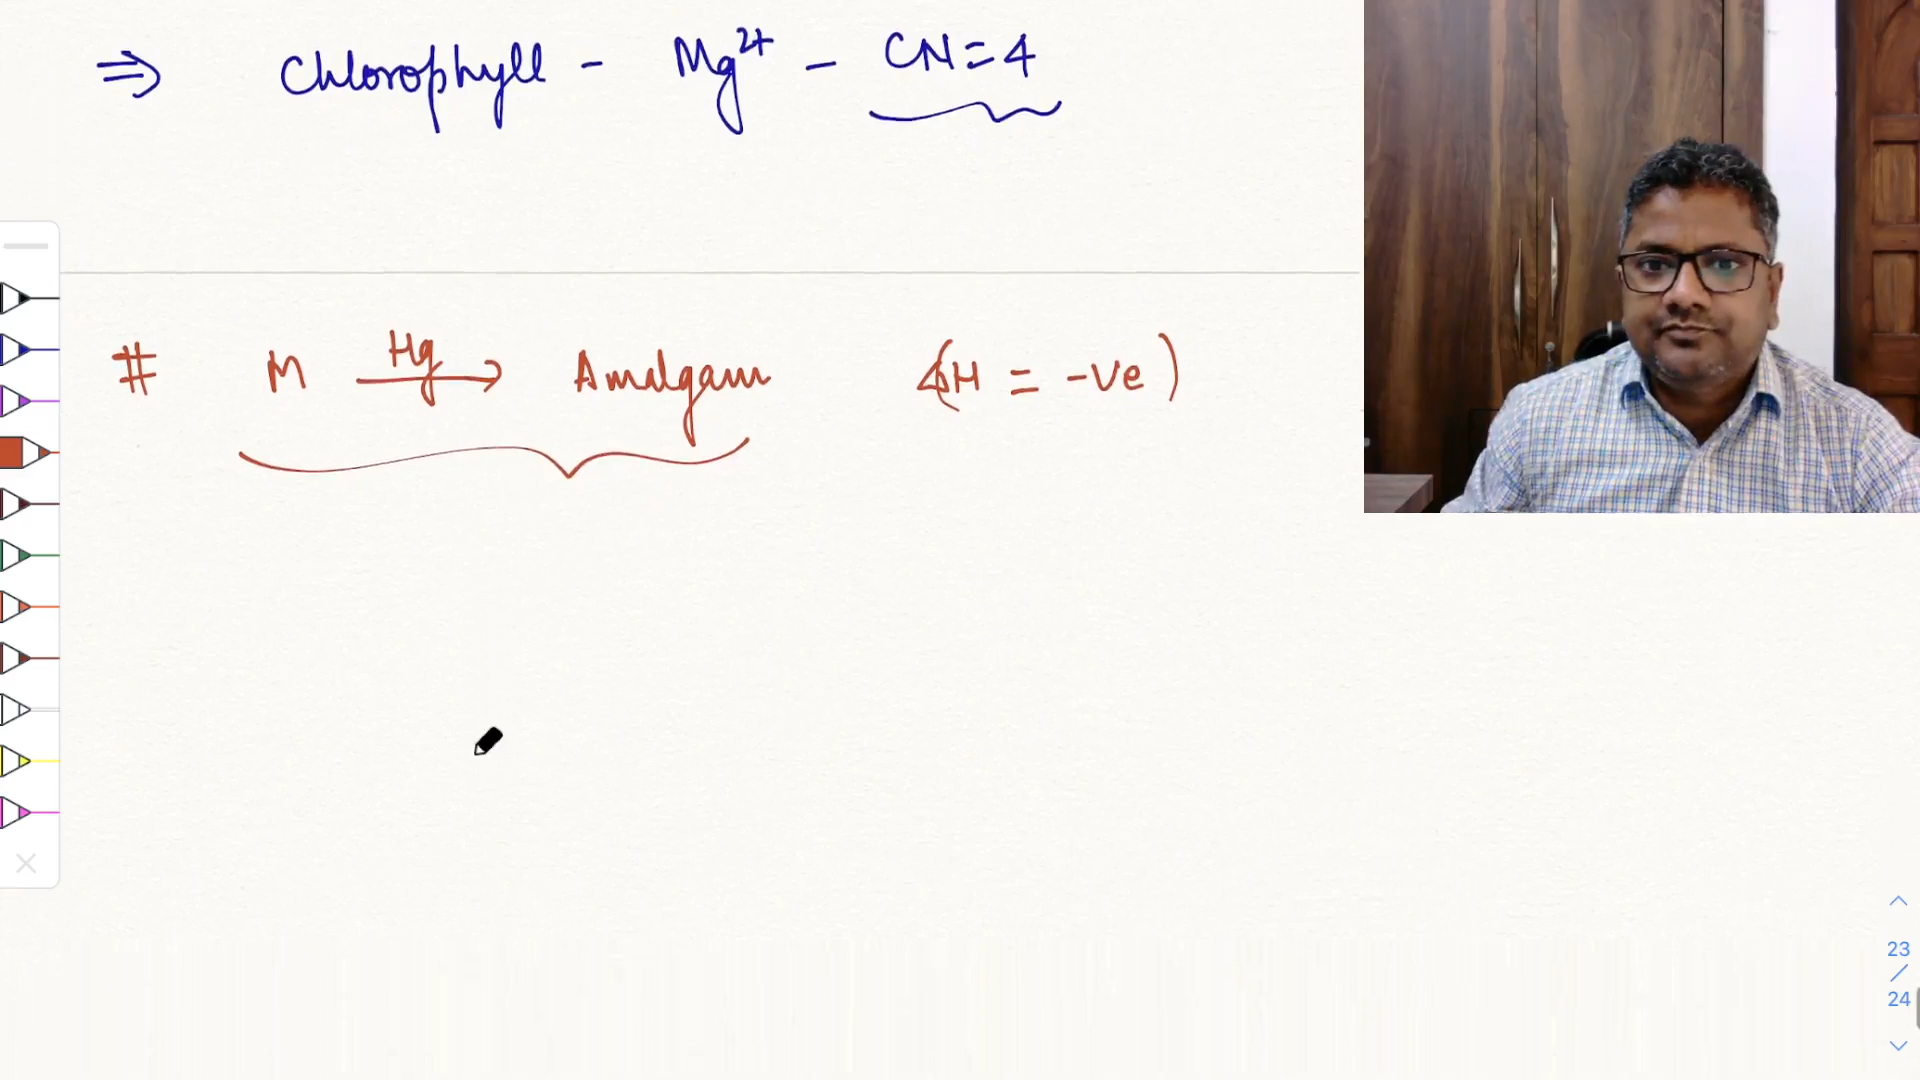 ⇒ Chlorophyll - Mg²⁺ - CN=4
# M Hg→ Amalgam (ΔH = -ve)
23
/
24